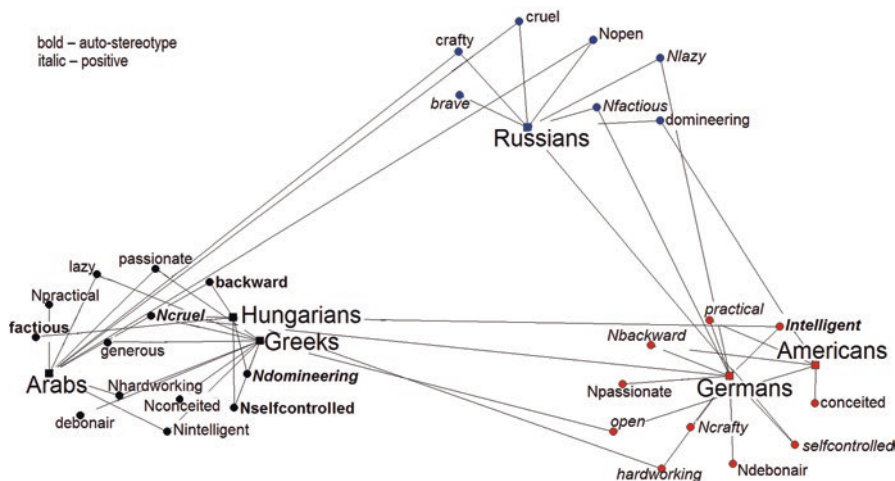 bold – auto-stereotype
italic – positive
cruel
crafty
Nopen
Nlazy
brave
Nfactious
domineering
Russians
lazy
passionate
backward
Npractical
Ncruel
Hungarians
factious
generous
Greeks
Arabs
Nhardworking
Ndomineering
Nconceited
Nselfcontrolled
debonair
Nintelligent
practical
Intelligent
Nbackward
Americans
Npassionate
Germans
conceited
open
Ncrafty
selfcontrolled
hardworking
Ndebonair